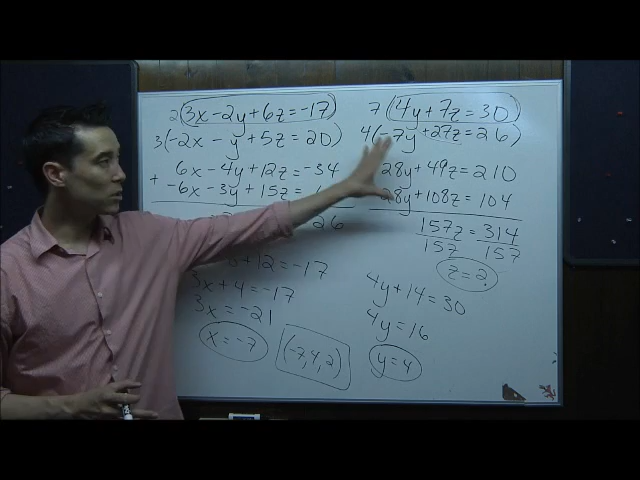 2(3x-2y+6z=-17)
3(-2x-y+5z=20)
6x-4y+12z=-34
+ -6x-3y+15z=
26
+12=-17
3x+4=-17
3x=-21
x=-7
(-7,4,2)
7(4y+7z=30)
4(-7y+27z=26)
28y+49z=210
28y+108z=104
157z=314
157 157
z=2
4y+14=30
4y=16
y=4